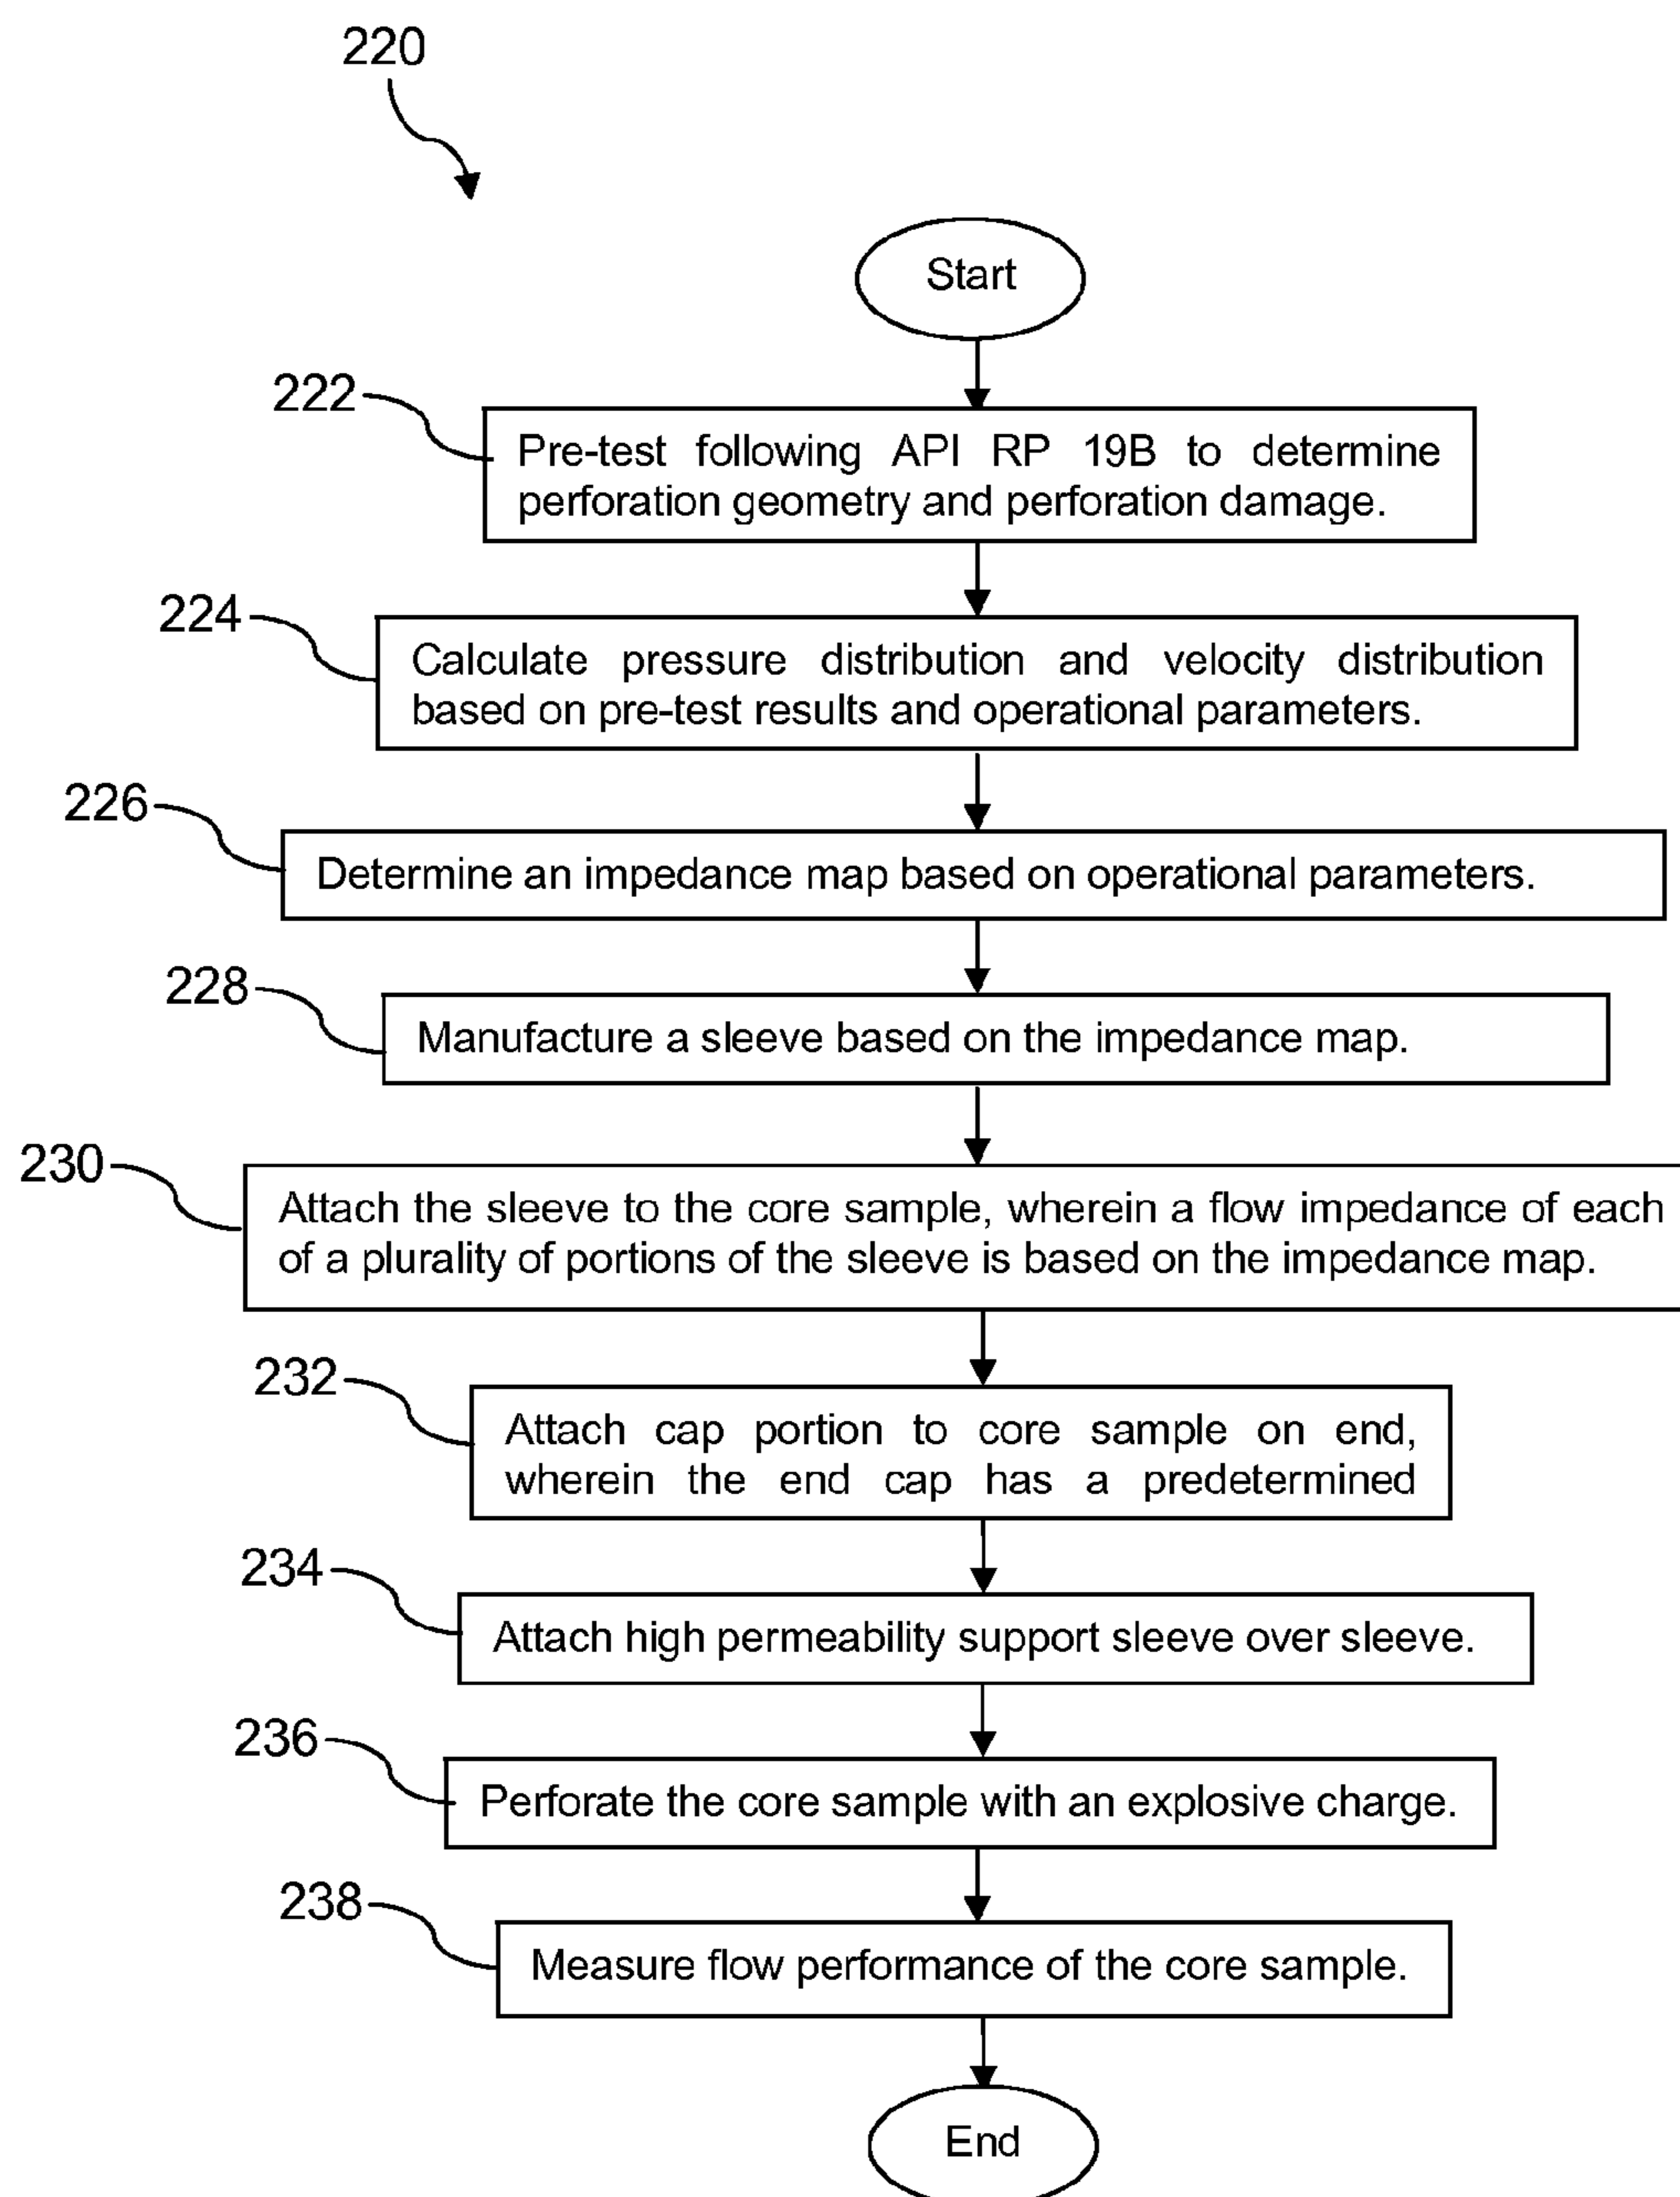 220
Start
222
Pre-test following API RP 19B to determine
perforation geometry and perforation damage.
224
Calculate pressure distribution and velocity distribution
based on pre-test results and operational parameters.
226
Determine an impedance map based on operational parameters.
228
Manufacture a sleeve based on the impedance map.
230
Attach the sleeve to the core sample, wherein a flow impedance of each
of a plurality of portions of the sleeve is based on the impedance map.
232
Attach cap portion to core sample on end,
wherein the end cap has a predetermined
234
Attach high permeability support sleeve over sleeve.
236
Perforate the core sample with an explosive charge.
238
Measure flow performance of the core sample.
End